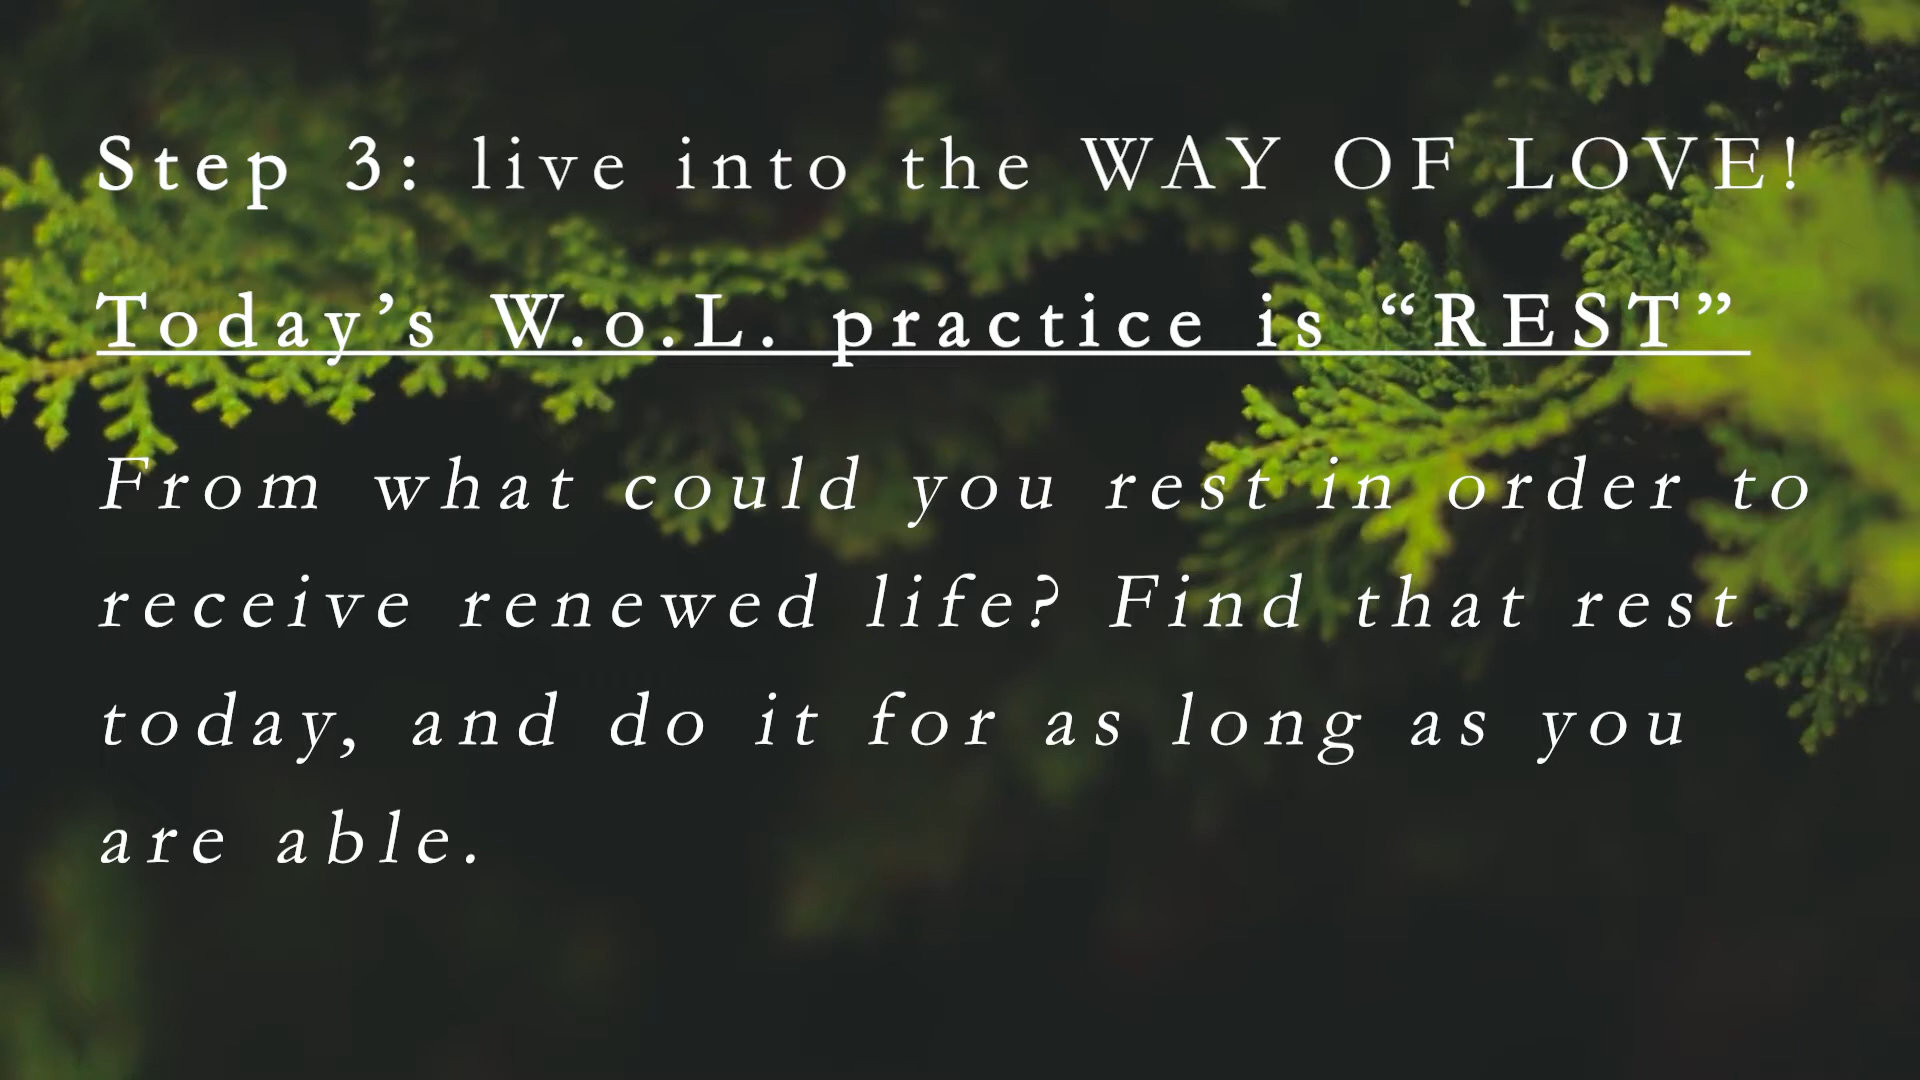 Step 3: live into the WAY OF LOVE!
Today’s W.o.L. practice is “REST”
From what could you rest in order to
receive renewed life? Find that rest
today, and do it for as long as you
are able.